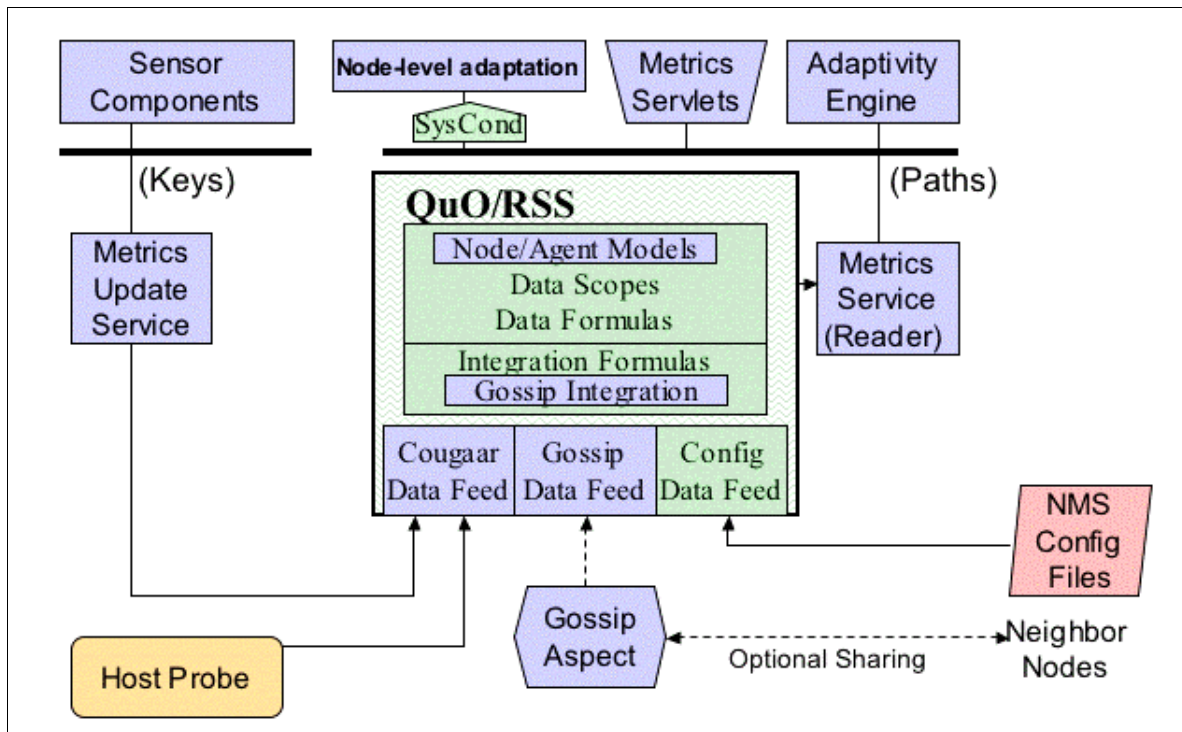 Sensor
Components
Node-level adaptation
SysCond
Metrics
Servlets
Adaptivity
Engine
(Keys)
(Paths)
QuO/RSS
Node/Agent Models
Data Scopes
Data Formulas
Integration Formulas
Gossip Integration
Metrics
Update
Service
Metrics
Service
(Reader)
Cougaar
Data Feed
Gossip
Data Feed
Config
Data Feed
NMS
Config
Files
Gossip
Aspect
Optional Sharing
Neighbor
Nodes
Host Probe